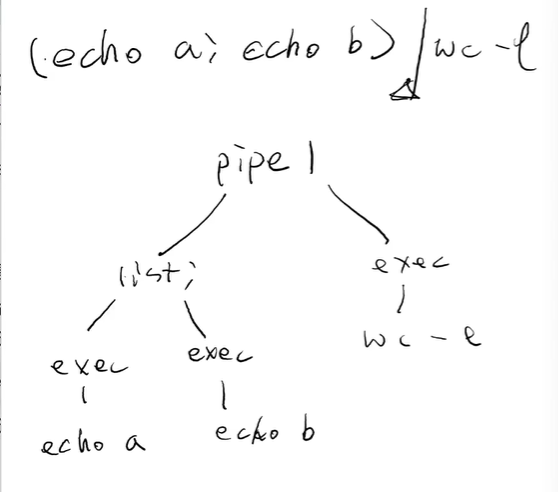 (echo a; echo b) | wc -l
pipe |
list;
exec
exec
exec
wc - l
echo a
echo b